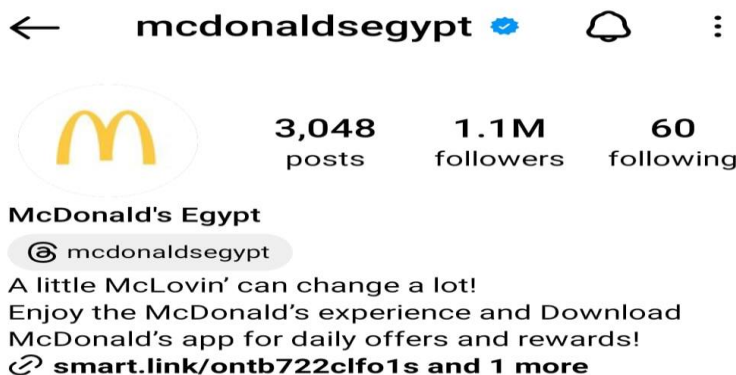 mcdonaldsegypt
3,048 1.1M 60
posts followers following
McDonald's Egypt
mcdonaldsegypt
A little McLovin’ can change a lot!
Enjoy the McDonald’s experience and Download
McDonald’s app for daily offers and rewards!
smart.link/ontb722clfo1s and 1 more